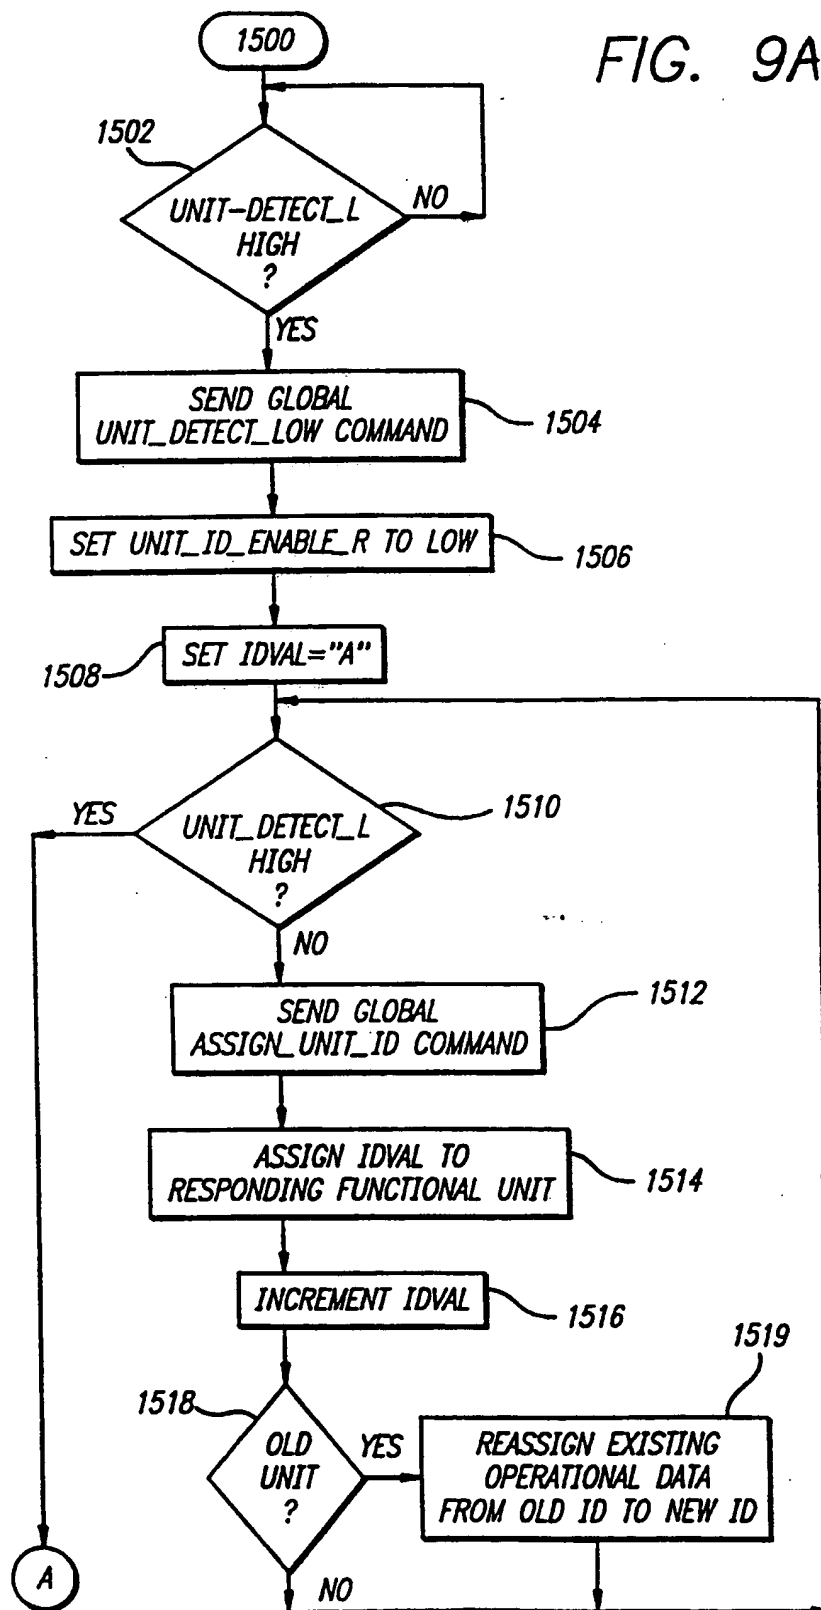 1500
FIG. 9A
1502
UNIT-DETECT_L
HIGH
?
NO
YES
SEND GLOBAL
UNIT_DETECT_LOW COMMAND
1504
SET UNIT_ID_ENABLE_R TO LOW
1506
SET IDVAL="A"
1508
YES
UNIT_DETECT_L
HIGH
?
1510
NO
SEND GLOBAL
ASSIGN_UNIT_ID COMMAND
1512
ASSIGN IDVAL TO
RESPONDING FUNCTIONAL UNIT
1514
INCREMENT IDVAL
1516
1518
OLD
UNIT
?
YES
1519
REASSIGN EXISTING
OPERATIONAL DATA
FROM OLD ID TO NEW ID
A
NO